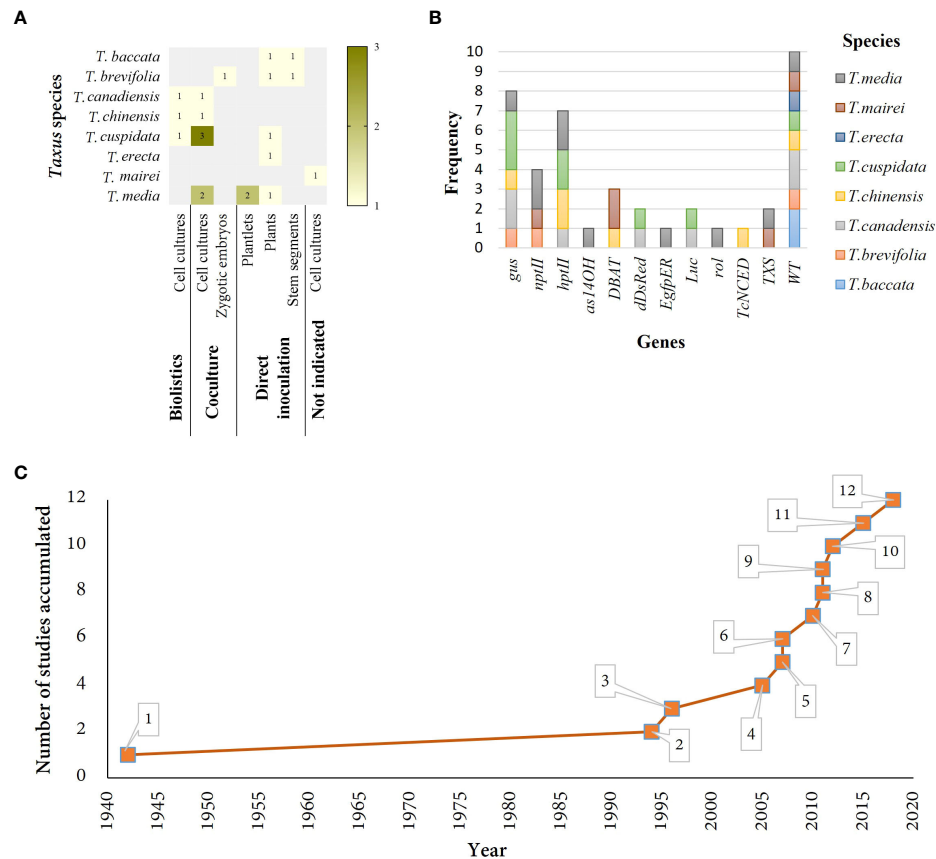 A
T. baccata
T. brevifolia
T. canadiensis
T. chinensis
T. cuspidata
T. erecta
T. mairei
T. media
Taxus species
1 1
1 1 1
1 1
1 1
1 3 1
1
1
2 2 1
3
2
1
Cell cultures
Cell cultures
Zygotic embryos
Plantlets
Plants
Stem segments
Cell cultures
Biolistics
Coculture
Direct
inoculation
Not indicated
B
Frequency
10
9
8
7
6
5
4
3
2
1
0
gus
nptII
hptII
as14OH
DBAT
dDsRed
EgfpER
Luc
rol
TcNCED
TXS
WT
Genes
Species
T.media
T.mairei
T.erecta
T.cuspidata
T.chinensis
T.canadensis
T.brevifolia
T.baccata
C
Number of studies accumulated
12
10
8
6
4
2
0
1
2
3
4
5
6
7
8
9
10
11
12
1940
1945
1950
1955
1960
1965
1970
1975
1980
1985
1990
1995
2000
2005
2010
2015
2020
Year